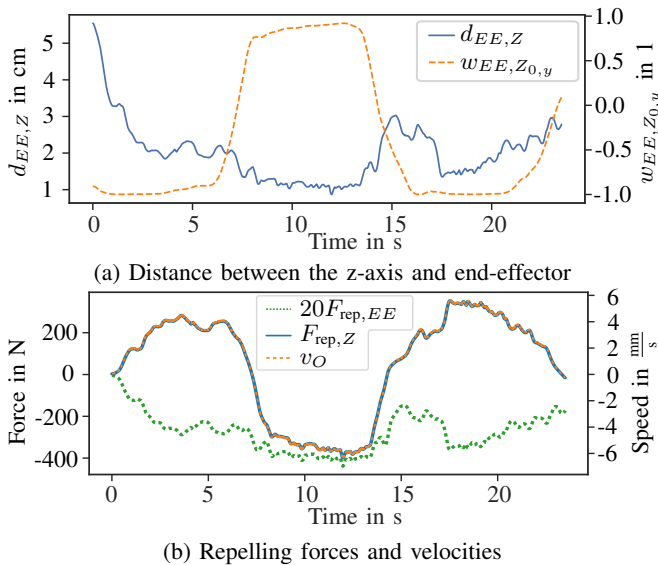 5
4
3
2
1
d_{EE,Z} in cm
d_{EE,Z}
w_{EE,Z_{0,y}}
1.0
0.5
0.0
-0.5
-1.0
w_{EE,Z_{0,y}} in 1
0 5 10 15 20
Time in s
(a) Distance between the z-axis and end-effector
200
0
-200
-400
Force in N
20F_{rep,EE}
F_{rep,Z}
v_O
6
4
2
0
-2
-4
-6
Speed in \frac{mm}{s}
0 5 10 15 20
Time in s
(b) Repelling forces and velocities